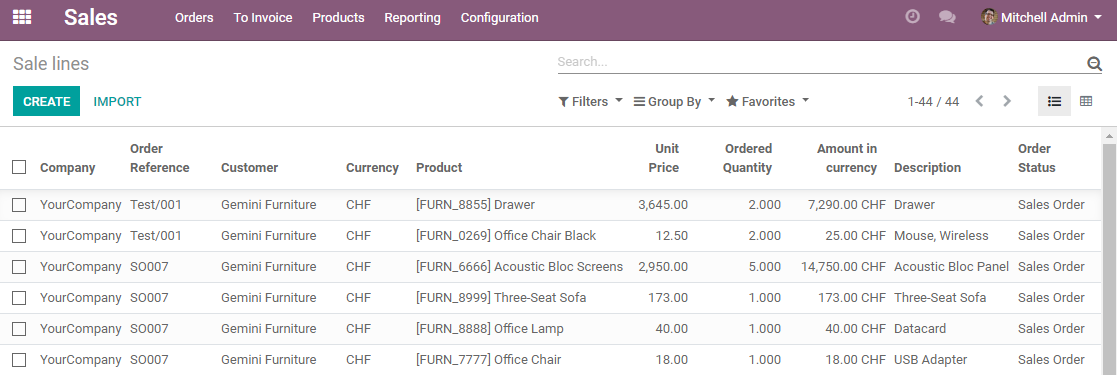 Sales Orders To Invoice Products Reporting Configuration Mitchell Admin
Sale lines Search...
CREATE IMPORT Filters Group By Favorites 1-44 / 44
Company Order Reference Customer Currency Product Unit Price Ordered Quantity Amount in currency Description Order Status
YourCompany Test/001 Gemini Furniture CHF [FURN_8855] Drawer 3,645.00 2.000 7,290.00 CHF Drawer Sales Order
YourCompany Test/001 Gemini Furniture CHF [FURN_0269] Office Chair Black 12.50 2.000 25.00 CHF Mouse, Wireless Sales Order
YourCompany SO007 Gemini Furniture CHF [FURN_6666] Acoustic Bloc Screens 2,950.00 5.000 14,750.00 CHF Acoustic Bloc Panel Sales Order
YourCompany SO007 Gemini Furniture CHF [FURN_8999] Three-Seat Sofa 173.00 1.000 173.00 CHF Three-Seat Sofa Sales Order
YourCompany SO007 Gemini Furniture CHF [FURN_8888] Office Lamp 40.00 1.000 40.00 CHF Datacard Sales Order
YourCompany SO007 Gemini Furniture CHF [FURN_7777] Office Chair 18.00 1.000 18.00 CHF USB Adapter Sales Order